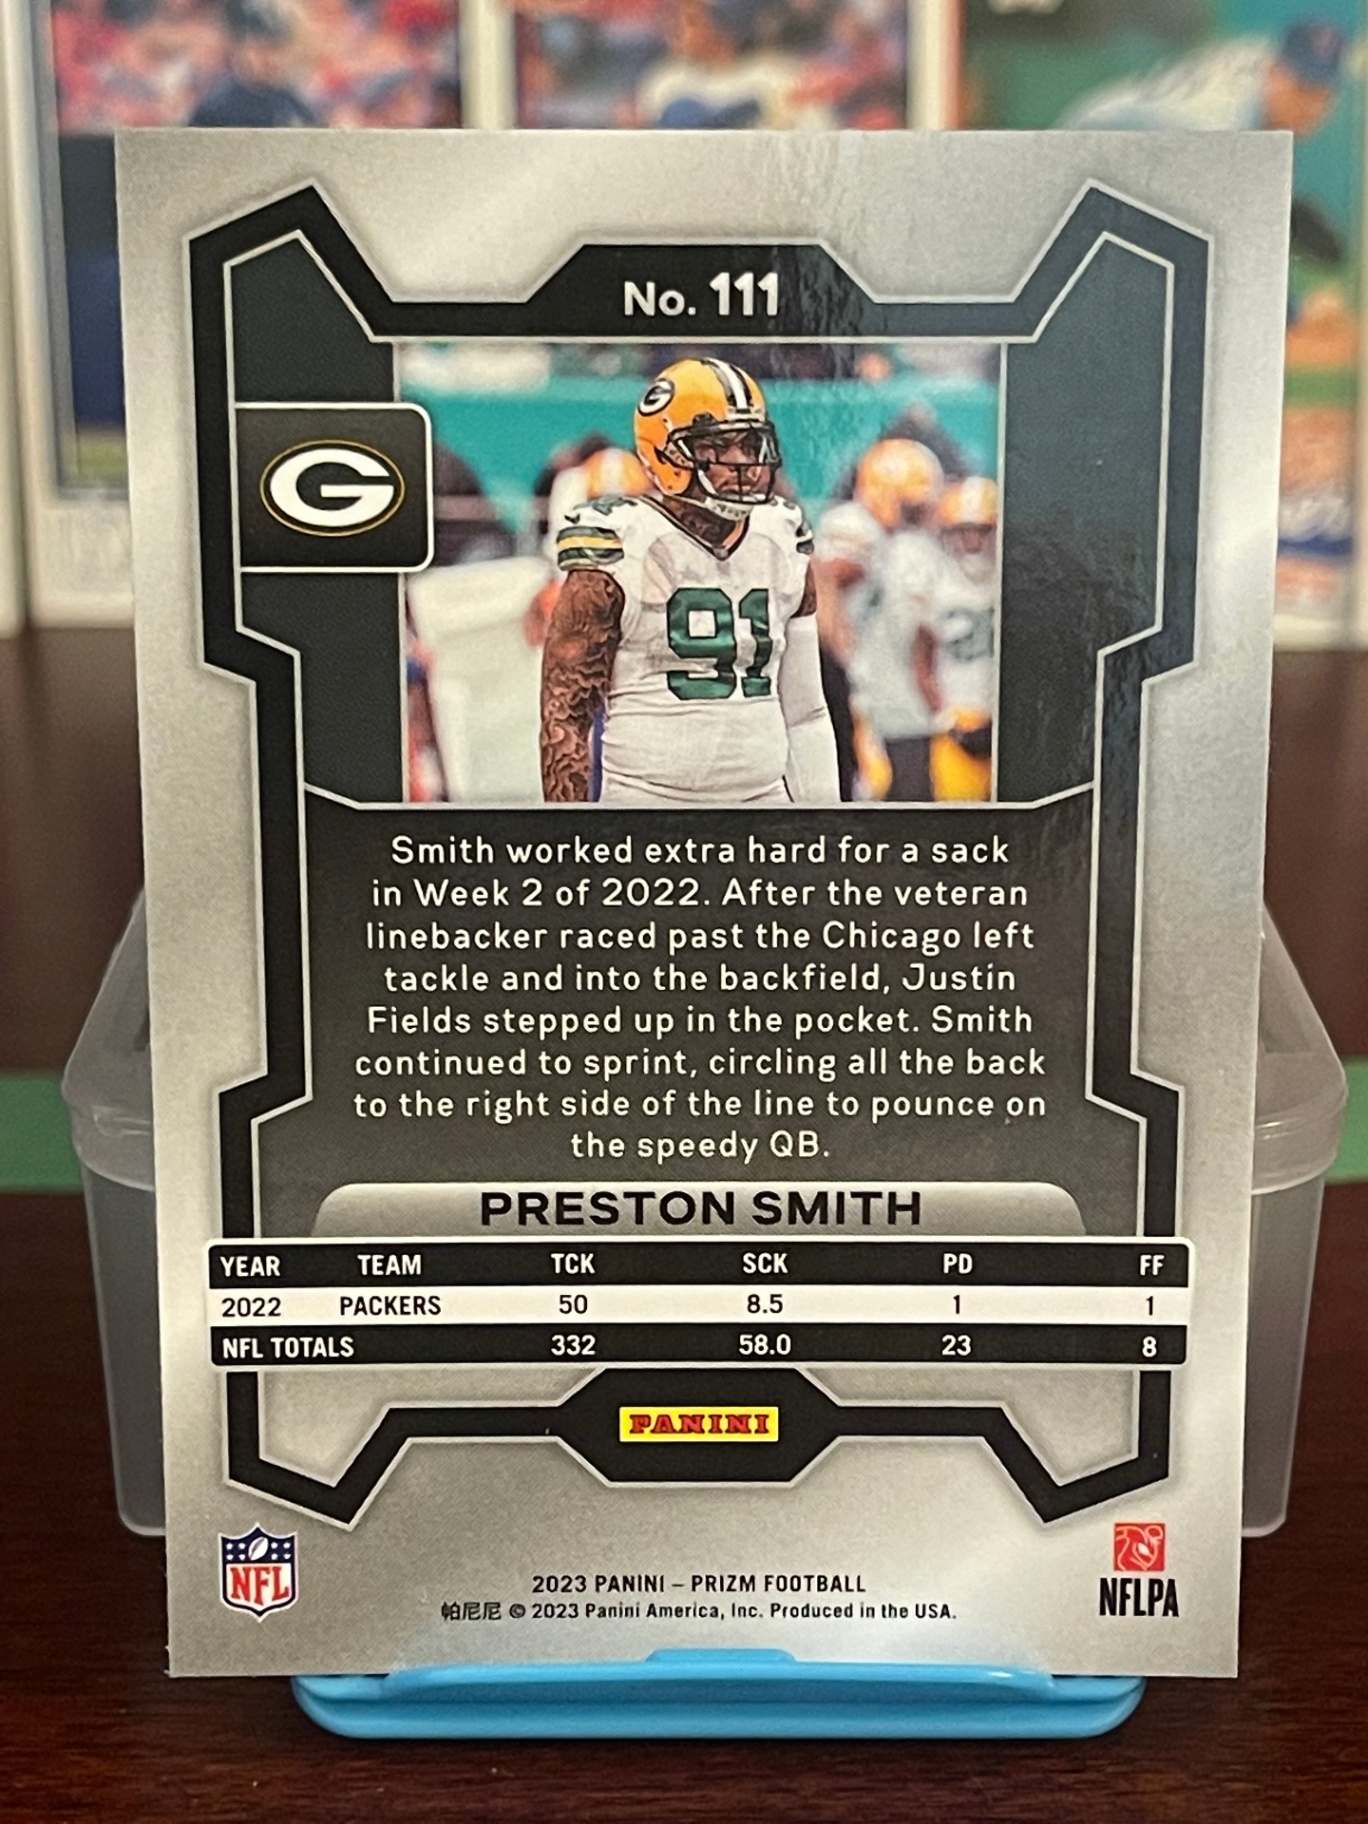 No. 111
G
G
91
Smith worked extra hard for a sack
in Week 2 of 2022. After the veteran
linebacker raced past the Chicago left
tackle and into the backfield, Justin
Fields stepped up in the pocket. Smith
continued to sprint, circling all the back
to the right side of the line to pounce on
the speedy QB.
PRESTON SMITH
YEAR TEAM TCK SCK PD FF
2022 PACKERS 50 8.5 1 1
NFL TOTALS 332 58.0 23 8
PANINI
NFL
NFLPA
2023 PANINI – PRIZM FOOTBALL
帕尼尼 © 2023 Panini America, Inc. Produced in the USA.